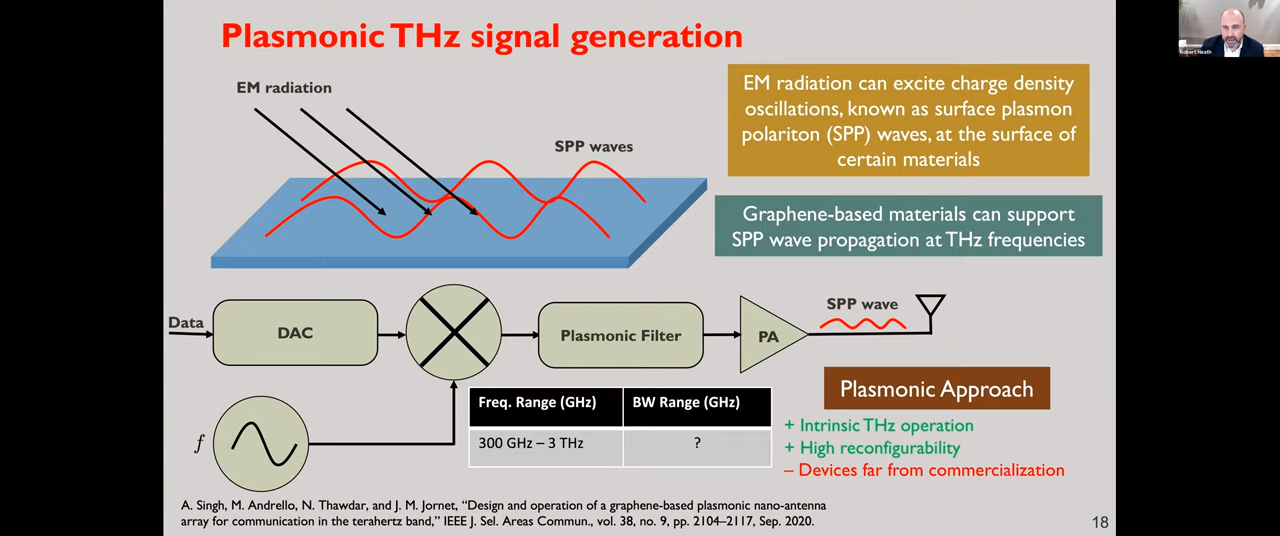 Plasmonic THz signal generation
Robert Heath
EM radiation
SPP waves
EM radiation can excite charge density
oscillations, known as surface plasmon
polariton (SPP) waves, at the surface of
certain materials
Graphene-based materials can support
SPP wave propagation at THz frequencies
Data
DAC
Plasmonic Filter
PA
SPP wave
f
Freq. Range (GHz) BW Range (GHz)
300 GHz – 3 THz ?
Plasmonic Approach
+ Intrinsic THz operation
+ High reconfigurability
– Devices far from commercialization
A. Singh, M. Andrello, N. Thawdar, and J. M. Jornet, “Design and operation of a graphene-based plasmonic nano-antenna
array for communication in the terahertz band,” IEEE J. Sel. Areas Commun., vol. 38, no. 9, pp. 2104–2117, Sep. 2020.
18